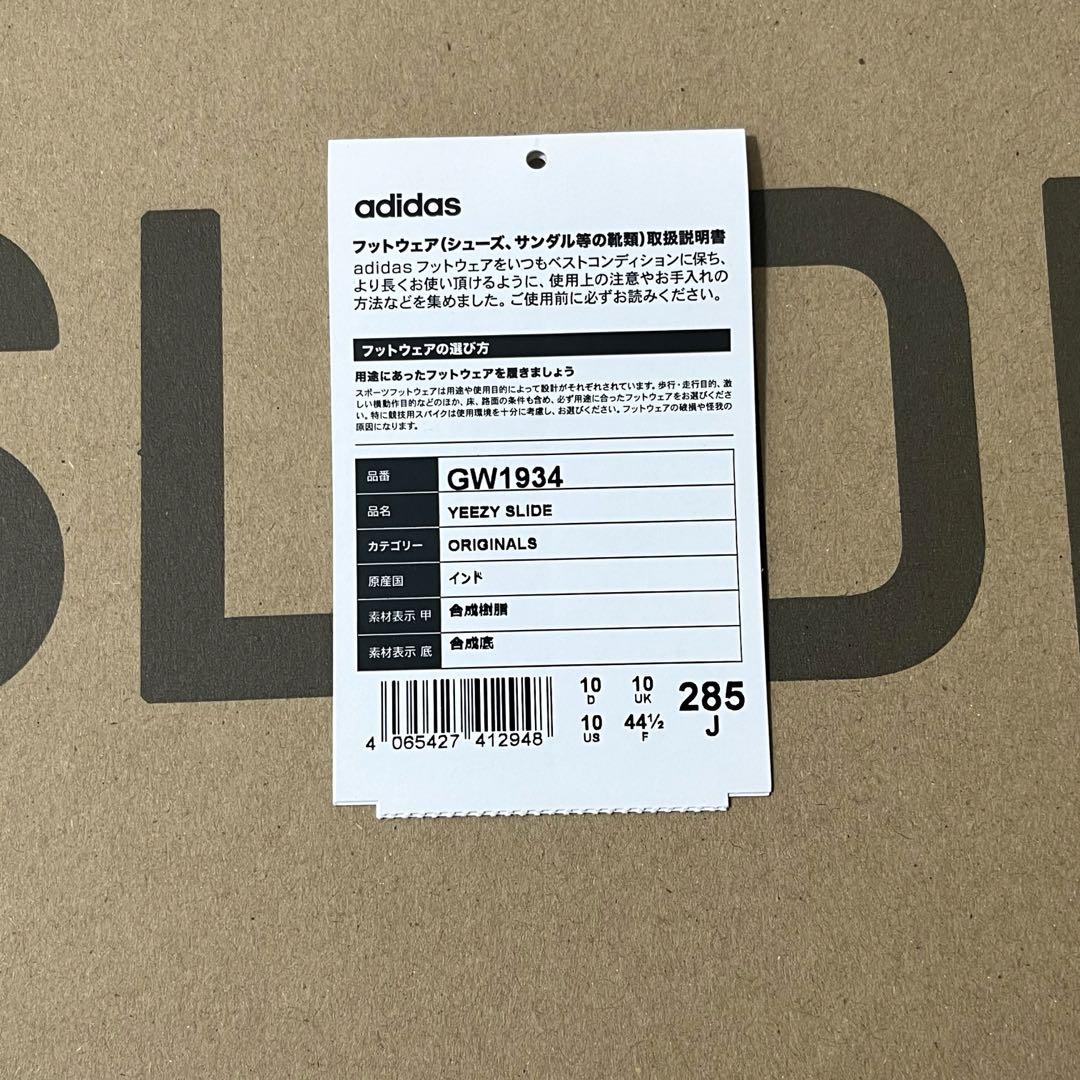 SLIDE
adidas
フットウェア(シューズ、サンダル等の靴類)取扱説明書
adidas フットウェアをいつもベストコンディションに保ち、
より長くお使い頂けるように、使用上の注意やお手入れの
方法などを集めました。ご使用前に必ずお読みください。
フットウェアの選び方
用途にあったフットウェアを履きましょう
スポーツフットウェアは用途や使用目的によって設計がそれぞれされています。歩行・走行目的、激
しい横動作目的などのほか、床、路面の条件も含め、必ず用途に合ったフットウェアをお選びくださ
い。特に競技用スパイクは使用環境を十分に考慮し、お選びください。フットウェアの破損や怪我の
原因になります。
品番 GW1934
品名 YEEZY SLIDE
カテゴリー ORIGINALS
原産国 インド
素材表示 甲 合成樹脂
素材表示 底 合成底
10 D 10 UK 285 J
10 US 44½ F
4 065427 412948